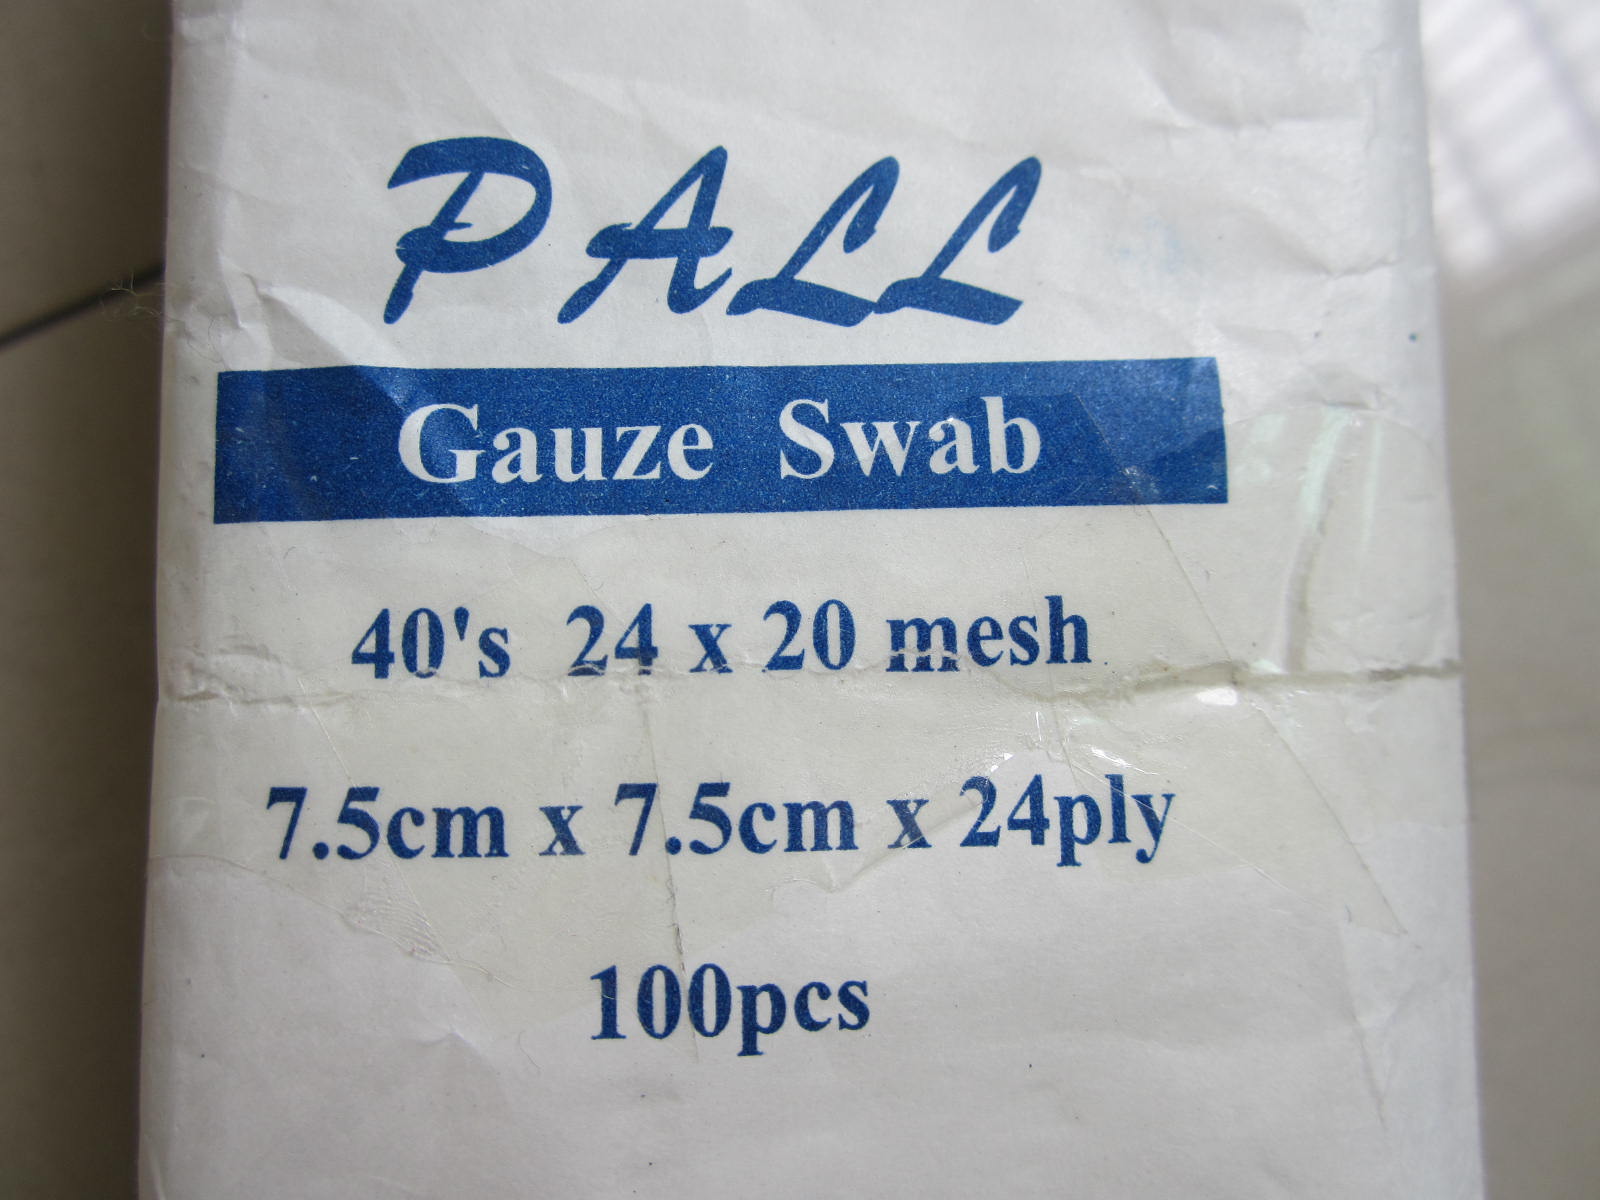 PALL
Gauze Swab
40's 24 x 20 mesh
7.5cm x 7.5cm x 24ply
100pcs